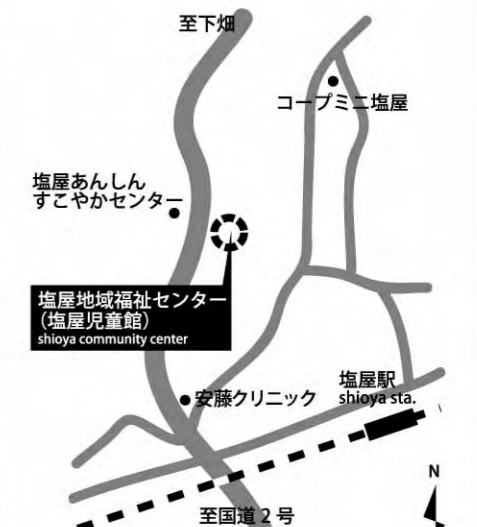 至下畑
コープミニ塩屋
塩屋あんしん
すこやかセンター
塩屋地域福祉センター
（塩屋児童館）
shioya community center
塩屋駅
shioya sta.
安藤クリニック
N
至国道2号